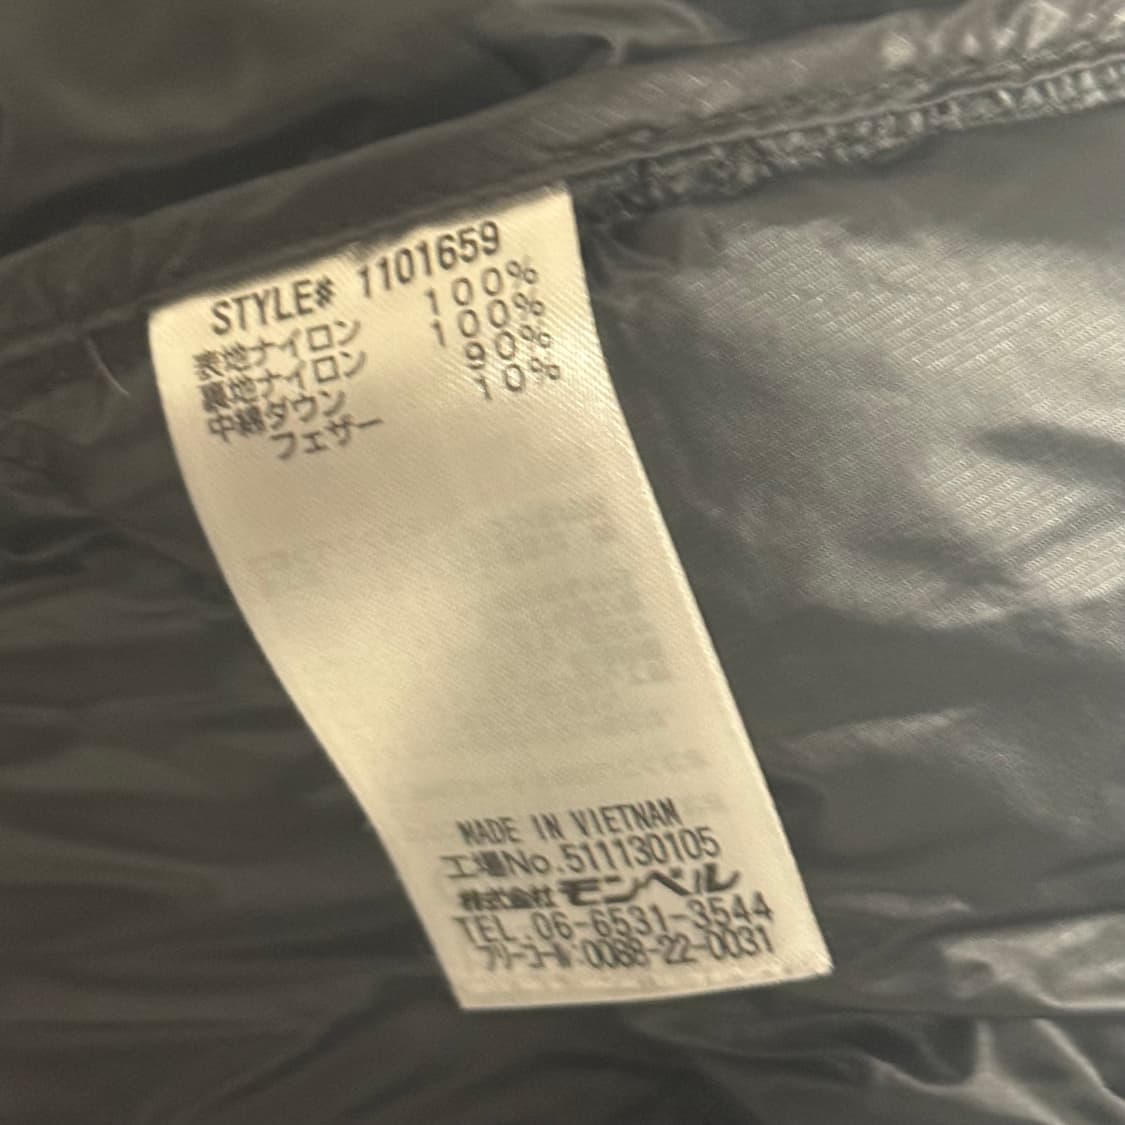 STYLE# 1101659
表地ナイロン 100%
裏地ナイロン 100%
中綿ダウン 90%
フェザー 10%
MADE IN VIETNAM
工場No.511130105
株式会社モンベル
TEL.06-6531-3544
フリーコール.0088-22-0031